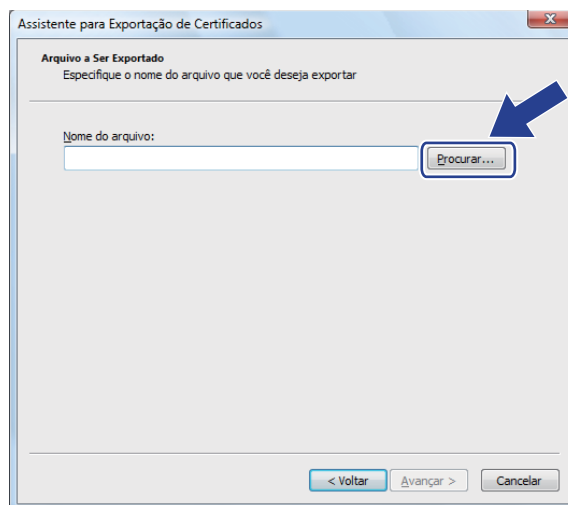 Assistente para Exportação de Certificados
Arquivo a Ser Exportado
Especifique o nome do arquivo que você deseja exportar
Nome do arquivo:
Procurar...
< Voltar Avançar > Cancelar